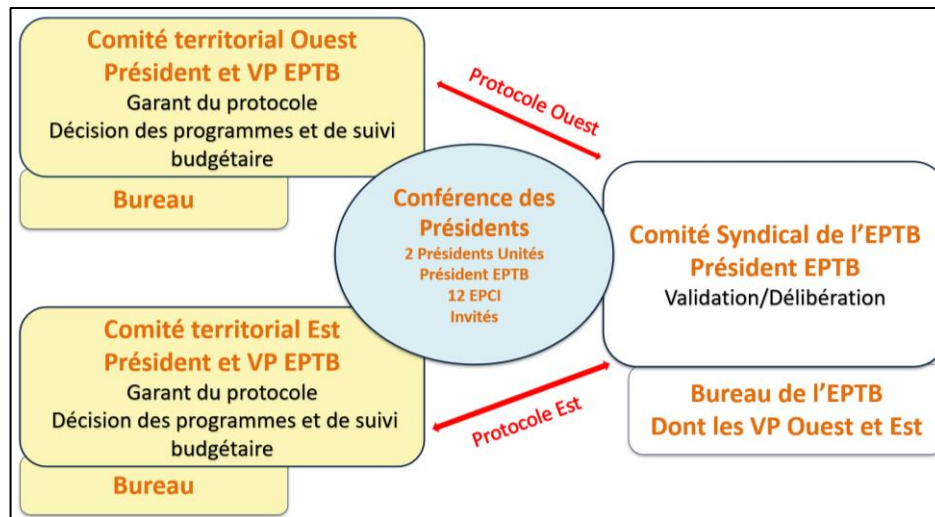 Comité territorial Ouest
Président et VP EPTB
Garant du protocole
Décision des programmes et de suivi
budgétaire
Bureau
Protocole Ouest
Conférence des
Présidents
2 Présidents Unités
Président EPTB
12 EPCI
Invités
Comité Syndical de l'EPTB
Président EPTB
Validation/Délibération
Comité territorial Est
Président et VP EPTB
Garant du protocole
Décision des programmes et de suivi
budgétaire
Bureau
Protocole Est
Bureau de l'EPTB
Dont les VP Ouest et Est